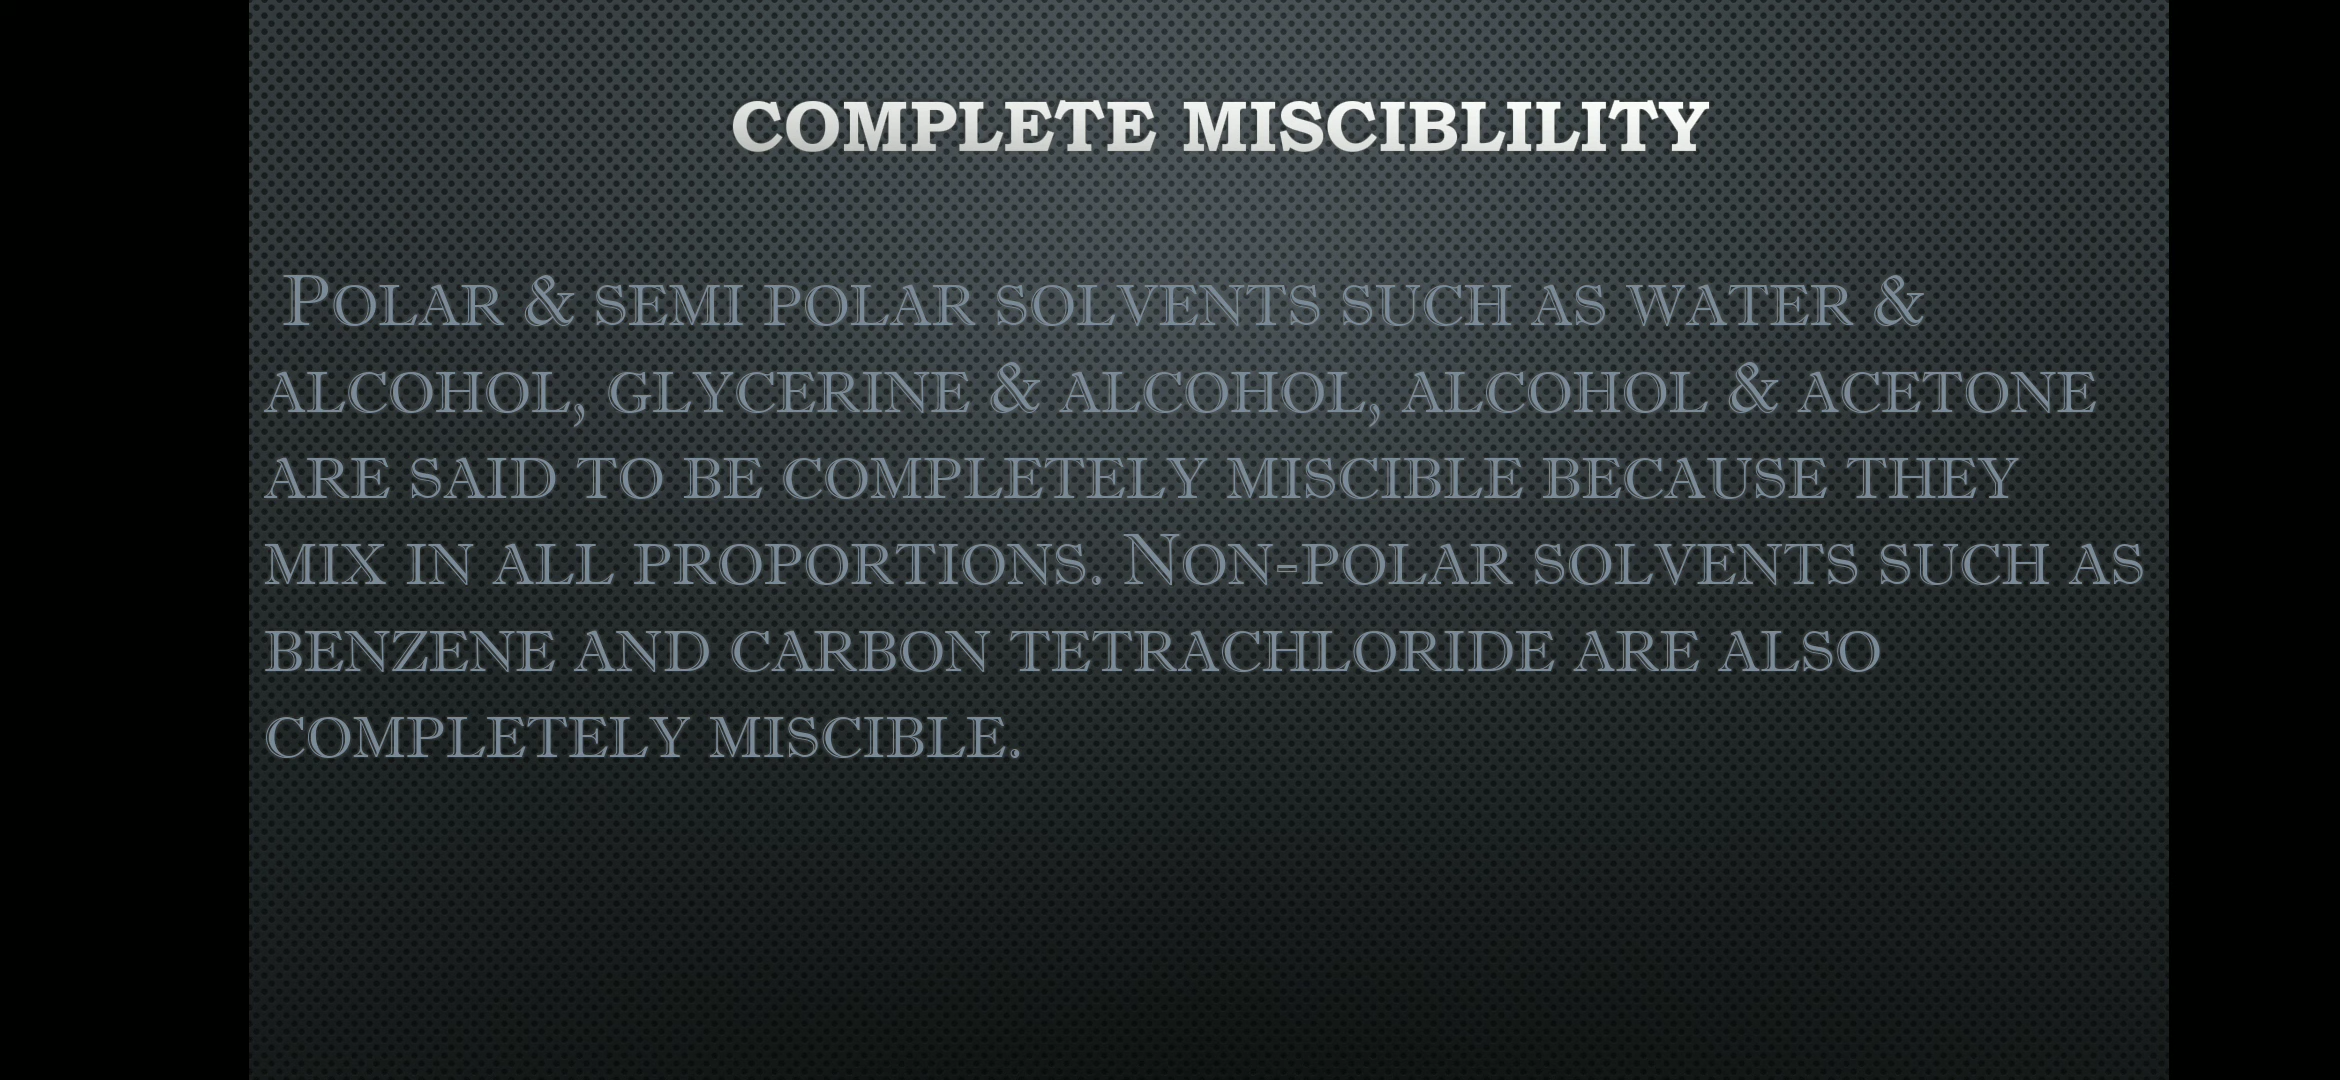 COMPLETE MISCIBLILITY
Polar & semi polar solvents such as water &
alcohol, glycerine & alcohol, alcohol & acetone
are said to be completely miscible because they
mix in all proportions. Non-polar solvents such as
benzene and carbon tetrachloride are also
completely miscible.